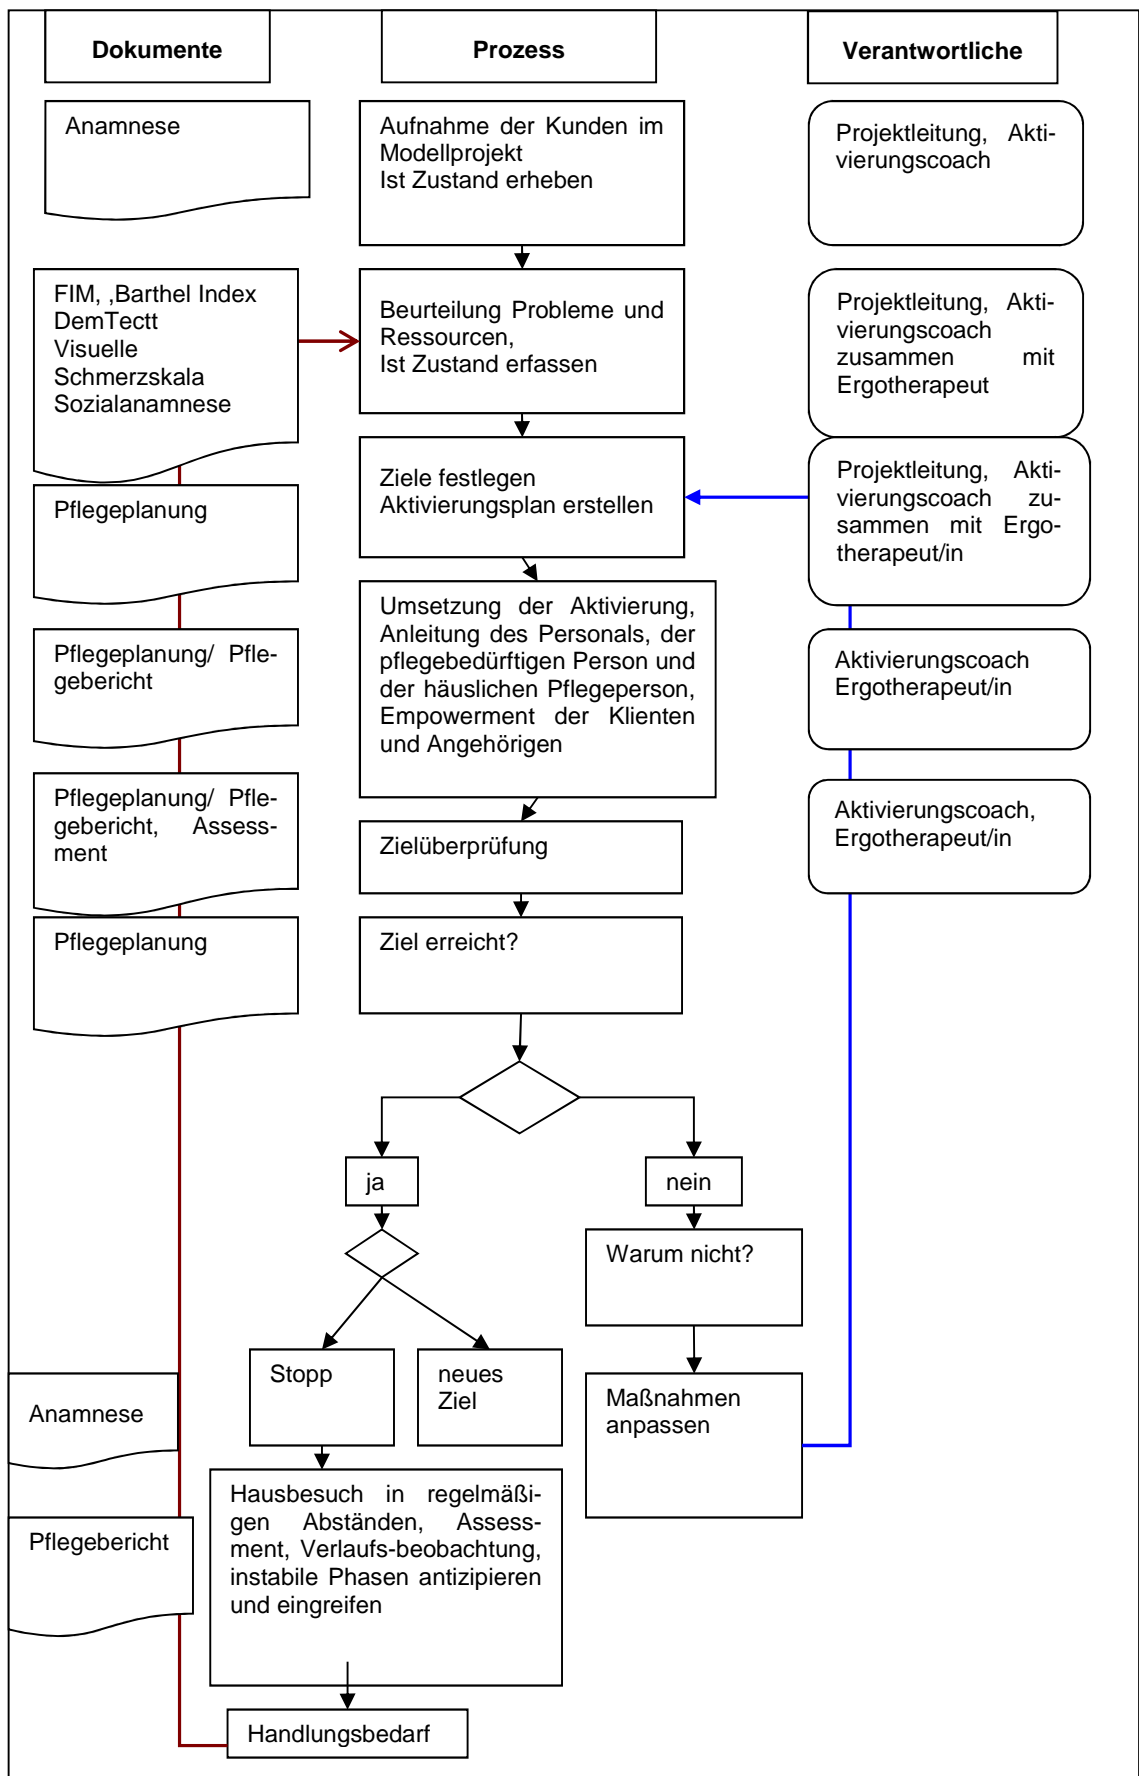 Dokumente
Prozess
Verantwortliche
Anamnese
Aufnahme der Kunden im
Modellprojekt
Ist Zustand erheben
Projektleitung, Akti-
vierungscoach
FIM, ,Barthel Index
DemTectt
Visuelle
Schmerzskala
Sozialanamnese
Beurteilung Probleme und
Ressourcen,
Ist Zustand erfassen
Projektleitung, Akti-
vierungscoach
zusammen mit
Ergotherapeut
Pflegeplanung
Ziele festlegen
Aktivierungsplan erstellen
Projektleitung, Akti-
vierungscoach zu-
sammen mit Ergo-
therapeut/in
Pflegeplanung/ Pfle-
gebericht
Umsetzung der Aktivierung,
Anleitung des Personals, der
pflegebedürftigen Person und
der häuslichen Pflegeperson,
Empowerment der Klienten
und Angehörigen
Aktivierungscoach
Ergotherapeut/in
Pflegeplanung/ Pfle-
gebericht, Assess-
ment
Zielüberprüfung
Aktivierungscoach,
Ergotherapeut/in
Pflegeplanung
Ziel erreicht?
ja
nein
Warum nicht?
Stopp
neues
Ziel
Maßnahmen
anpassen
Anamnese
Hausbesuch in regelmäßi-
gen Abständen, Assess-
ment, Verlaufs-beobachtung,
instabile Phasen antizipieren
und eingreifen
Pflegebericht
Handlungsbedarf